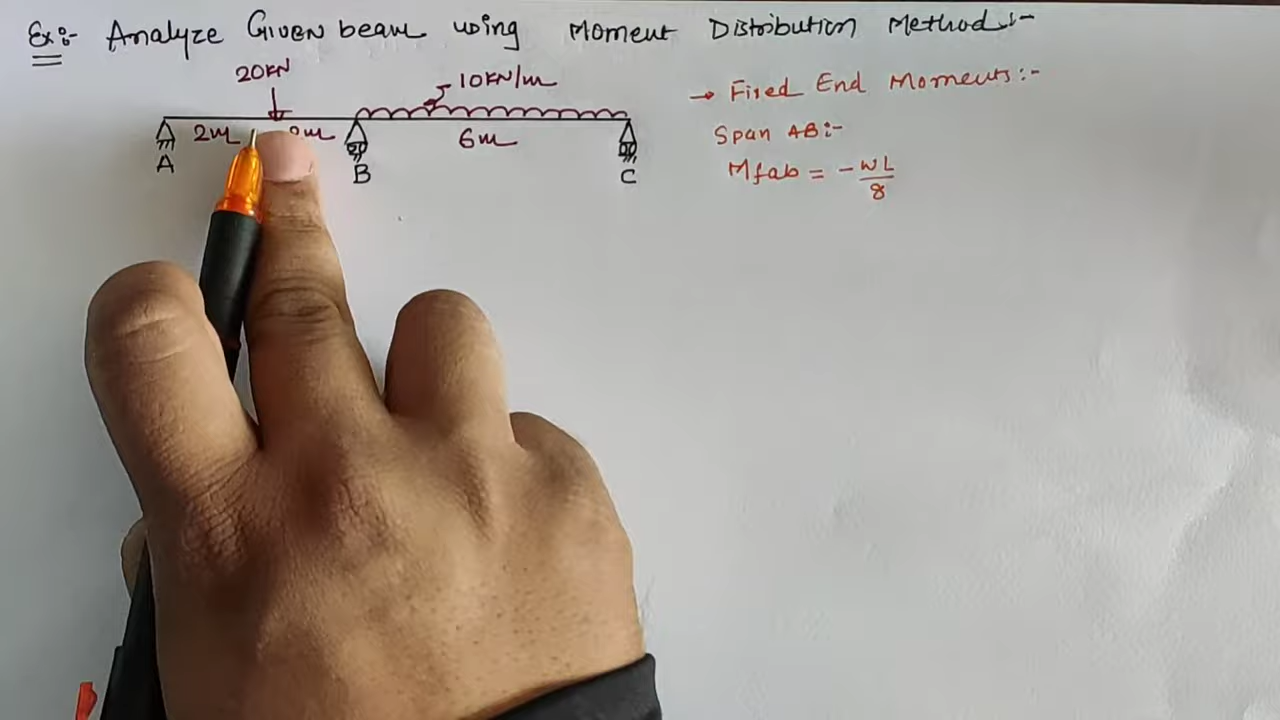 Ex:- Analyze Given beam using Moment Distribution Method:-
20KN
10KN/m
2m
6m
A
B
C
→ Fixed End Moments:-
Span AB:-
Mfab = -WL/8